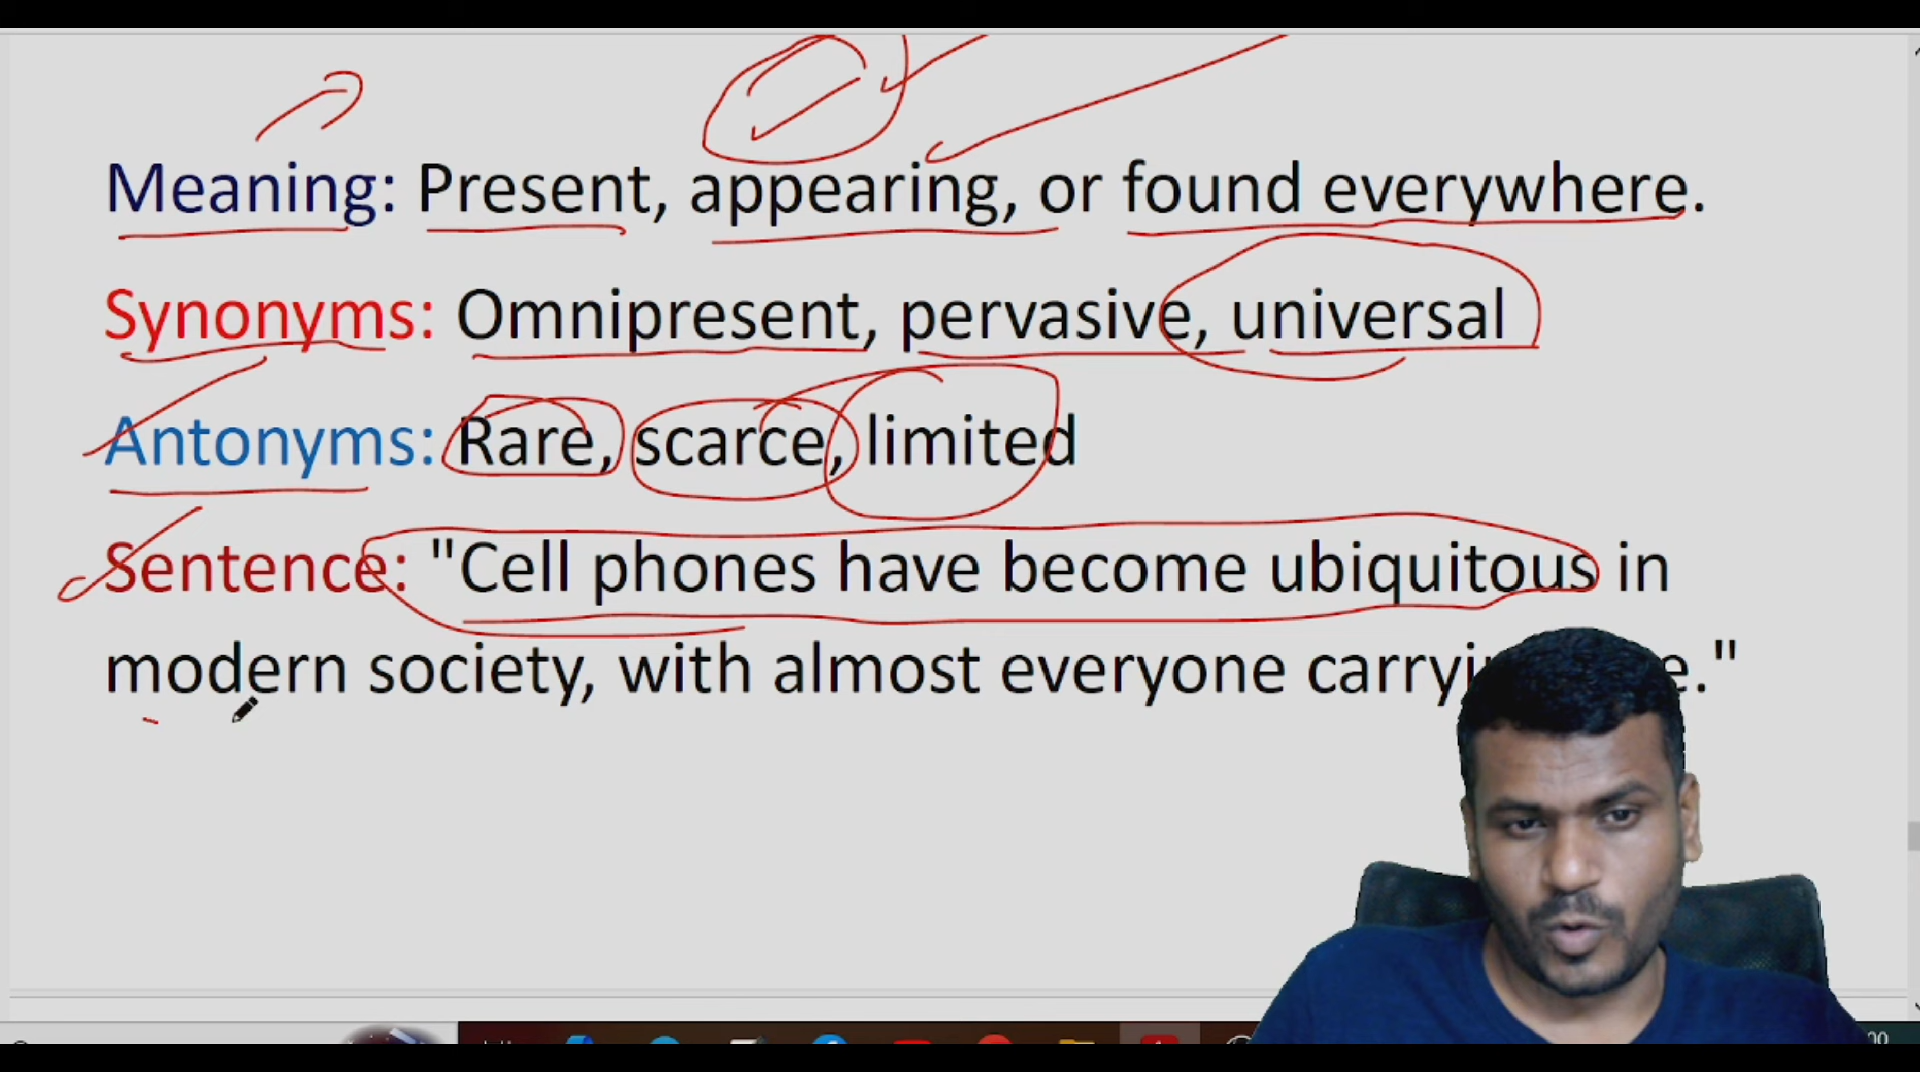 Meaning: Present, appearing, or found everywhere.
Synonyms: Omnipresent, pervasive, universal
Antonyms: Rare, scarce, limited
Sentence: "Cell phones have become ubiquitous in
modern society, with almost everyone